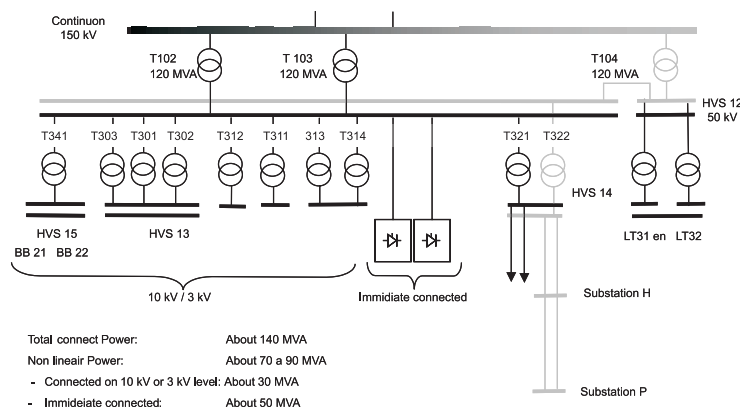 Continuon
150 kV
T102
120 MVA
T 103
120 MVA
T104
120 MVA
HVS 12
50 kV
T341
T303
T301
T302
T312
T311
313
T314
T321
T322
HVS 14
HVS 15
BB 21 BB 22
HVS 13
LT31 en LT32
10 kV / 3 kV
Immidiate connected
Substation H
Substation P
Total connect Power: About 140 MVA
Non lineair Power: About 70 a 90 MVA
- Connected on 10 kV or 3 kV level: About 30 MVA
- Immideiate connected: About 50 MVA